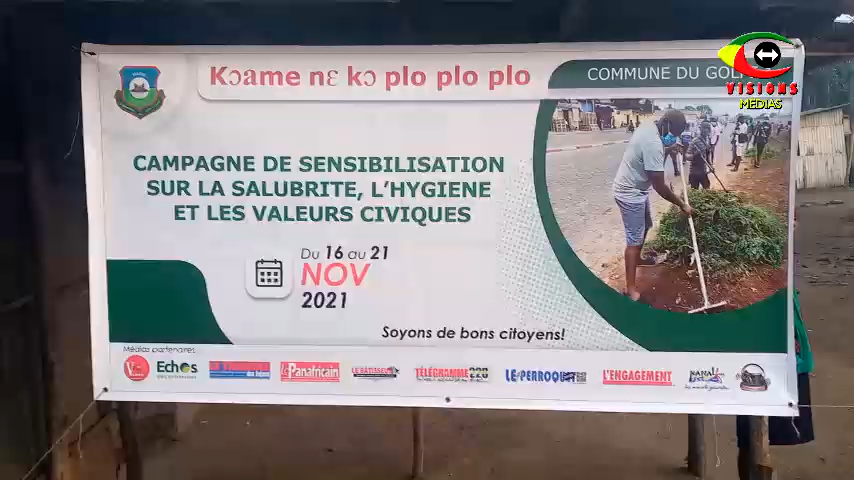 Kɔame nɛ kɔ plo plo plo
COMMUNE DU GOLF
VISIONS
MEDIAS
CAMPAGNE DE SENSIBILISATION
SUR LA SALUBRITE, L'HYGIENE
ET LES VALEURS CIVIQUES
Du 16 au 21
NOV
2021
Soyons de bons citoyens!
Médias partenaires
Echos
Le Panafricain
TÉLÉGRAMME 228
LE PERROQUET
L'ENGAGEMENT